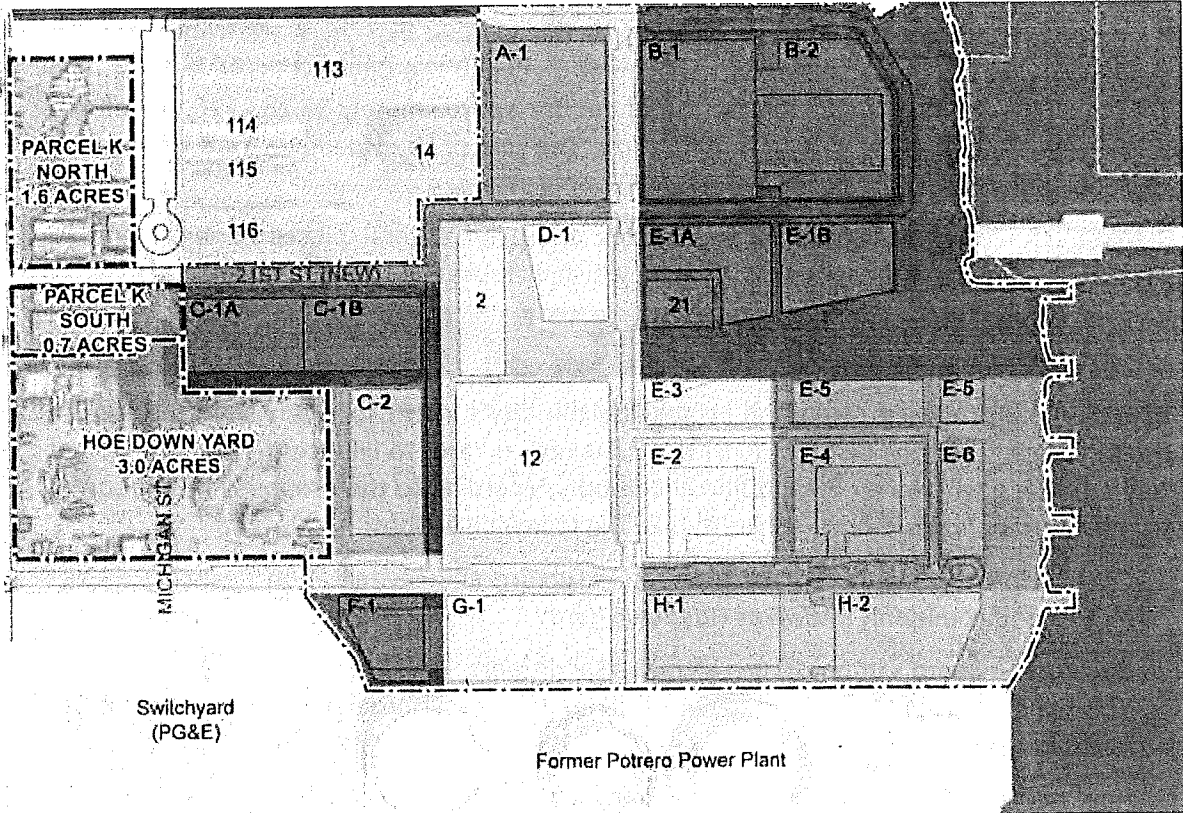 A-1
B-1
B-2
113
114
14
115
116
PARCEL K
NORTH
1.6 ACRES
D-1
E-1A
E-1B
21ST ST (NEW)
PARCEL K
SOUTH
0.7 ACRES
C-1A
C-1B
2
21
C-2
E-3
E-5
E-5
HOE DOWN YARD
3.0 ACRES
12
E-2
E-4
E-6
MICHIGAN ST
F-1
G-1
H-1
H-2
Switchyard
(PG&E)
Former Potrero Power Plant